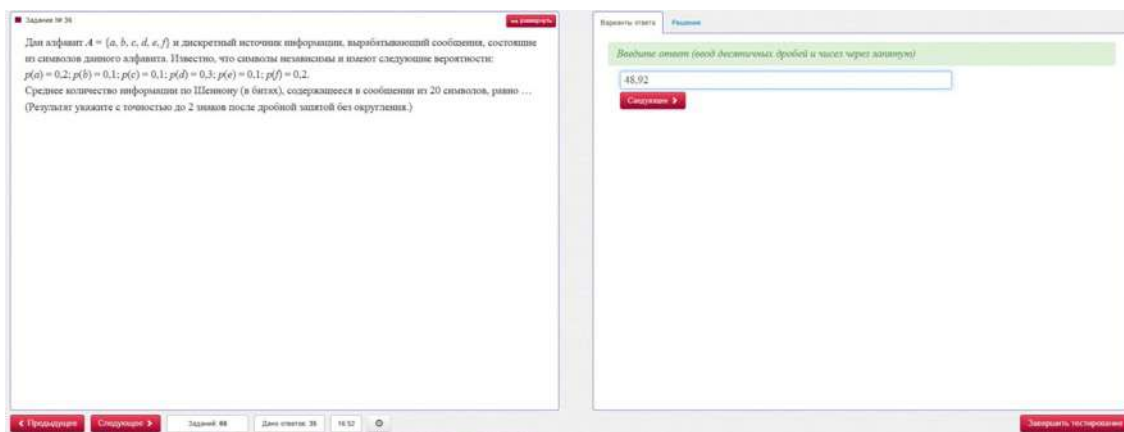 Задание № 36
развернуть
Дан алфавит A = {a, b, c, d, e, f} и дискретный источник информации, вырабатывающий сообщения, состоящие
из символов данного алфавита. Известно, что символы независимы и имеют следующие вероятности:
p(a) = 0,2; p(b) = 0,1; p(c) = 0,1; p(d) = 0,3; p(e) = 0,1; p(f) = 0,2.
Среднее количество информации по Шеннону (в битах), содержащееся в сообщении из 20 символов, равно …
(Результат укажите с точностью до 2 знаков после дробной запятой без округления.)
Варианты ответа
Решение
Введите ответ (ввод десятичных дробей и чисел через запятую)
48,92
Следующее
Предыдущее
Следующее
Заданий:
Дано ответов: 36
16:52
Завершить тестирование